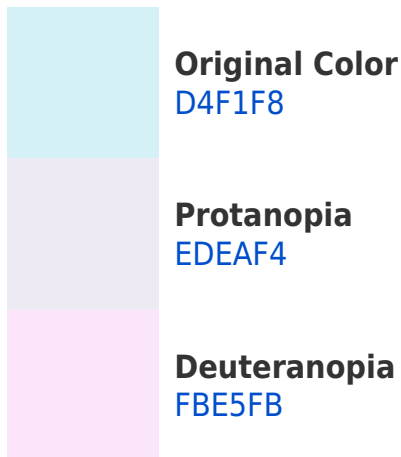 Original Color
D4F1F8
Protanopia
EDEAF4
Deuteranopia
FBE5FB